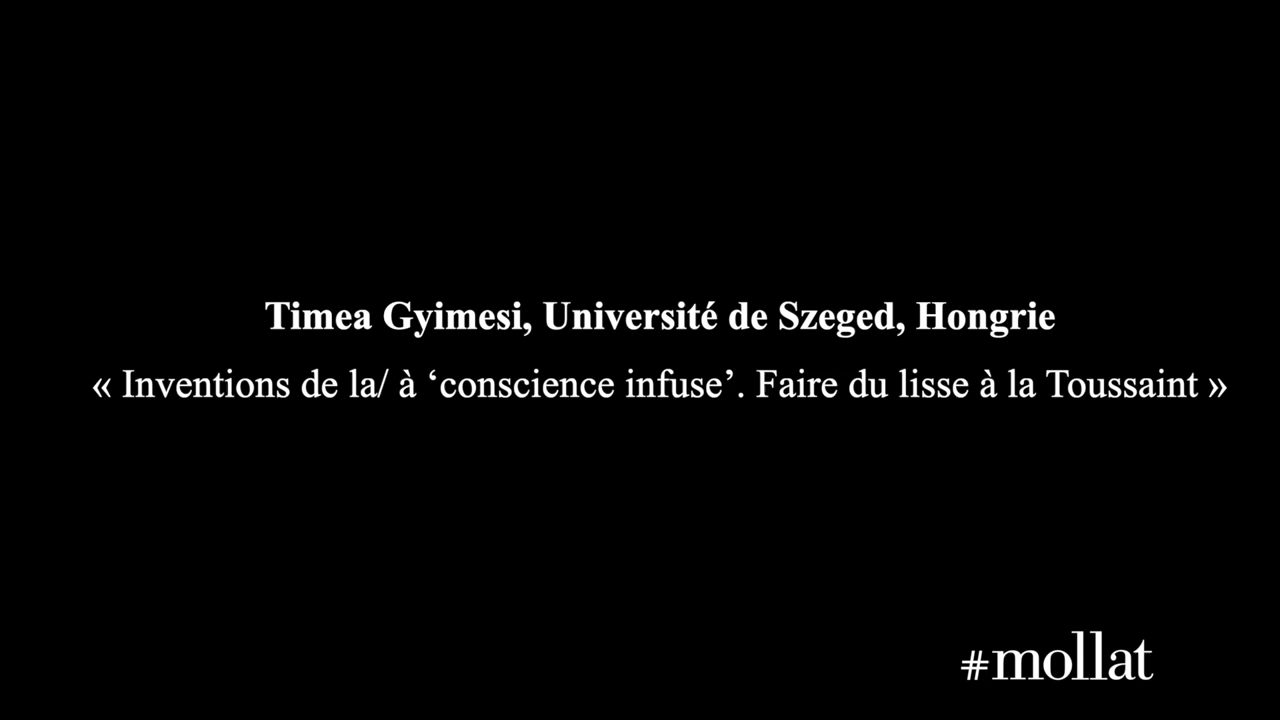 Timea Gyimesi, Université de Szeged, Hongrie
« Inventions de la/ à ‘conscience infuse’. Faire du lisse à la Toussaint »
#mollat